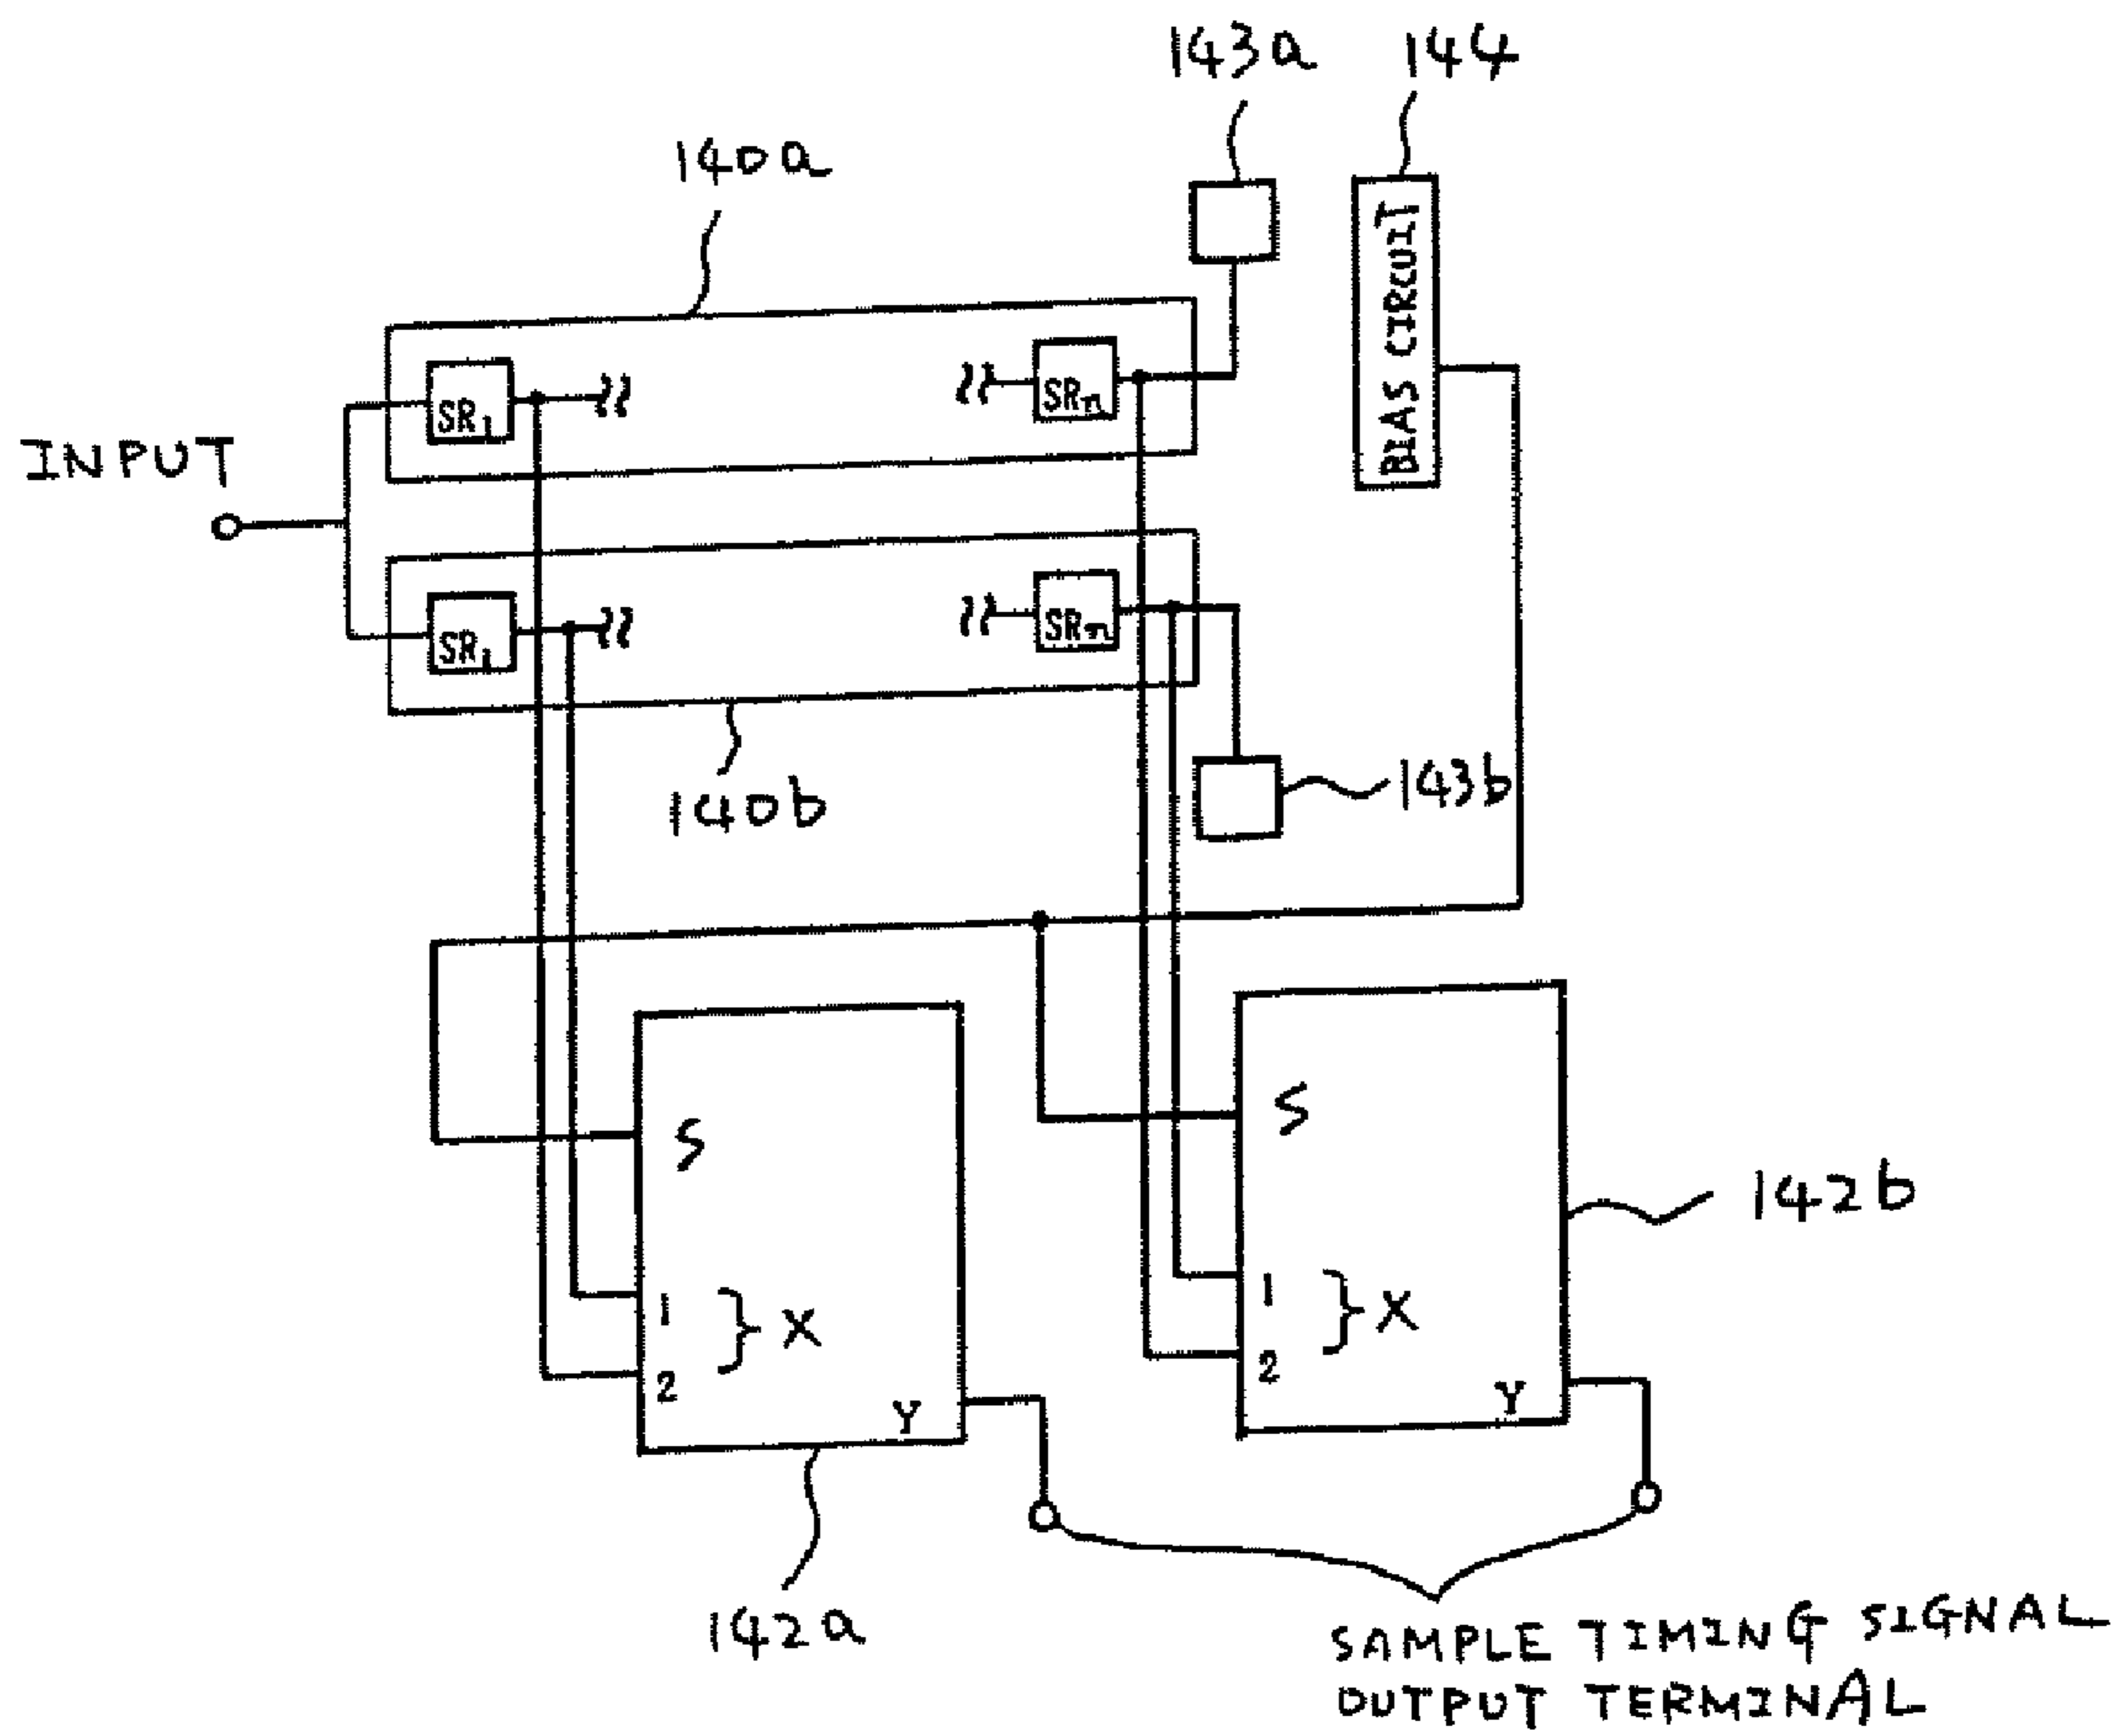 143a
144
140a
BIAS CIRCUIT
SR1
SRn
INPUT
SR1
SRn
140b
143b
S
S
142b
1
2
} X
Y
1
2
} X
Y
142a
SAMPLE TIMING SIGNAL
OUTPUT TERMINAL